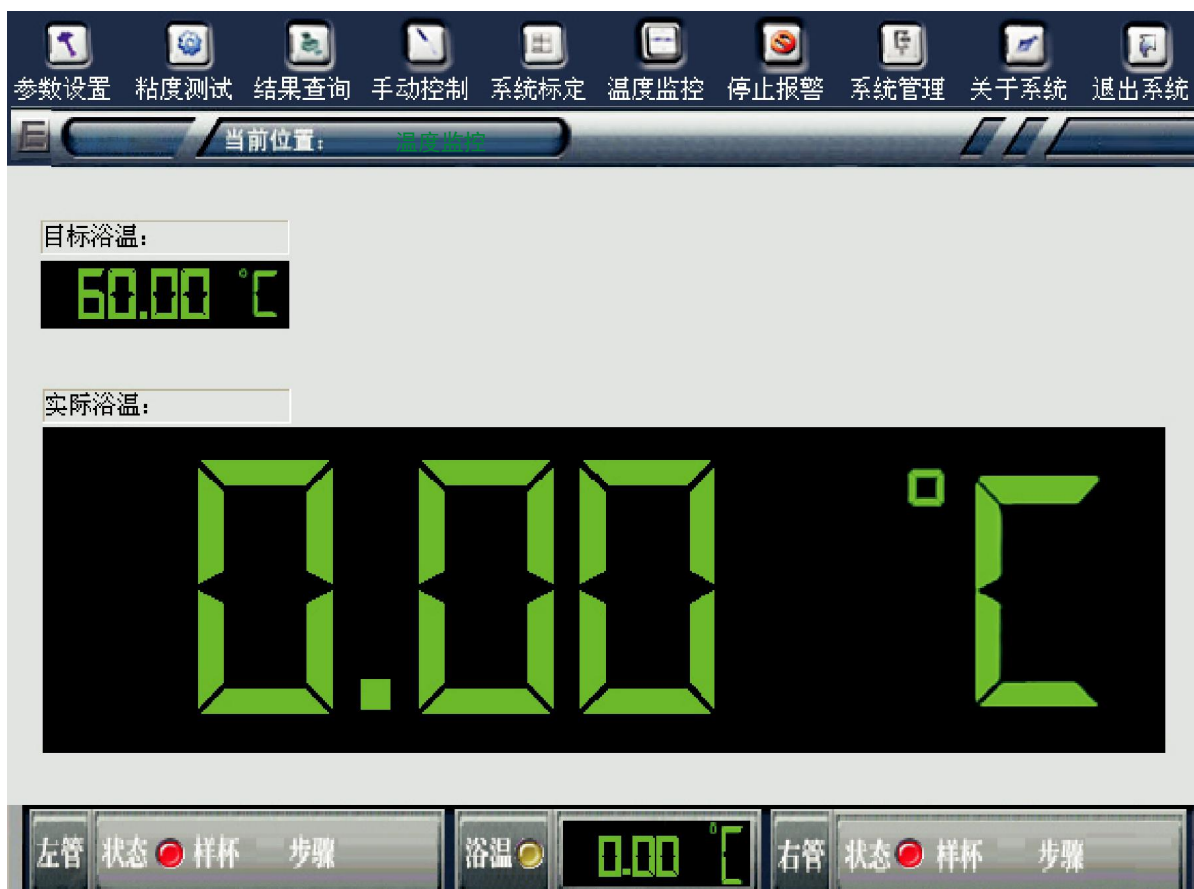 参数设置 粘度测试 结果查询 手动控制 系统标定 温度监控 停止报警 系统管理 关于系统 退出系统
当前位置： 温度监控
目标浴温：
60.00 °C
实际浴温：
0.00 °C
左管 状态 样杯 步骤 浴温 0.00 °C 右管 状态 样杯 步骤